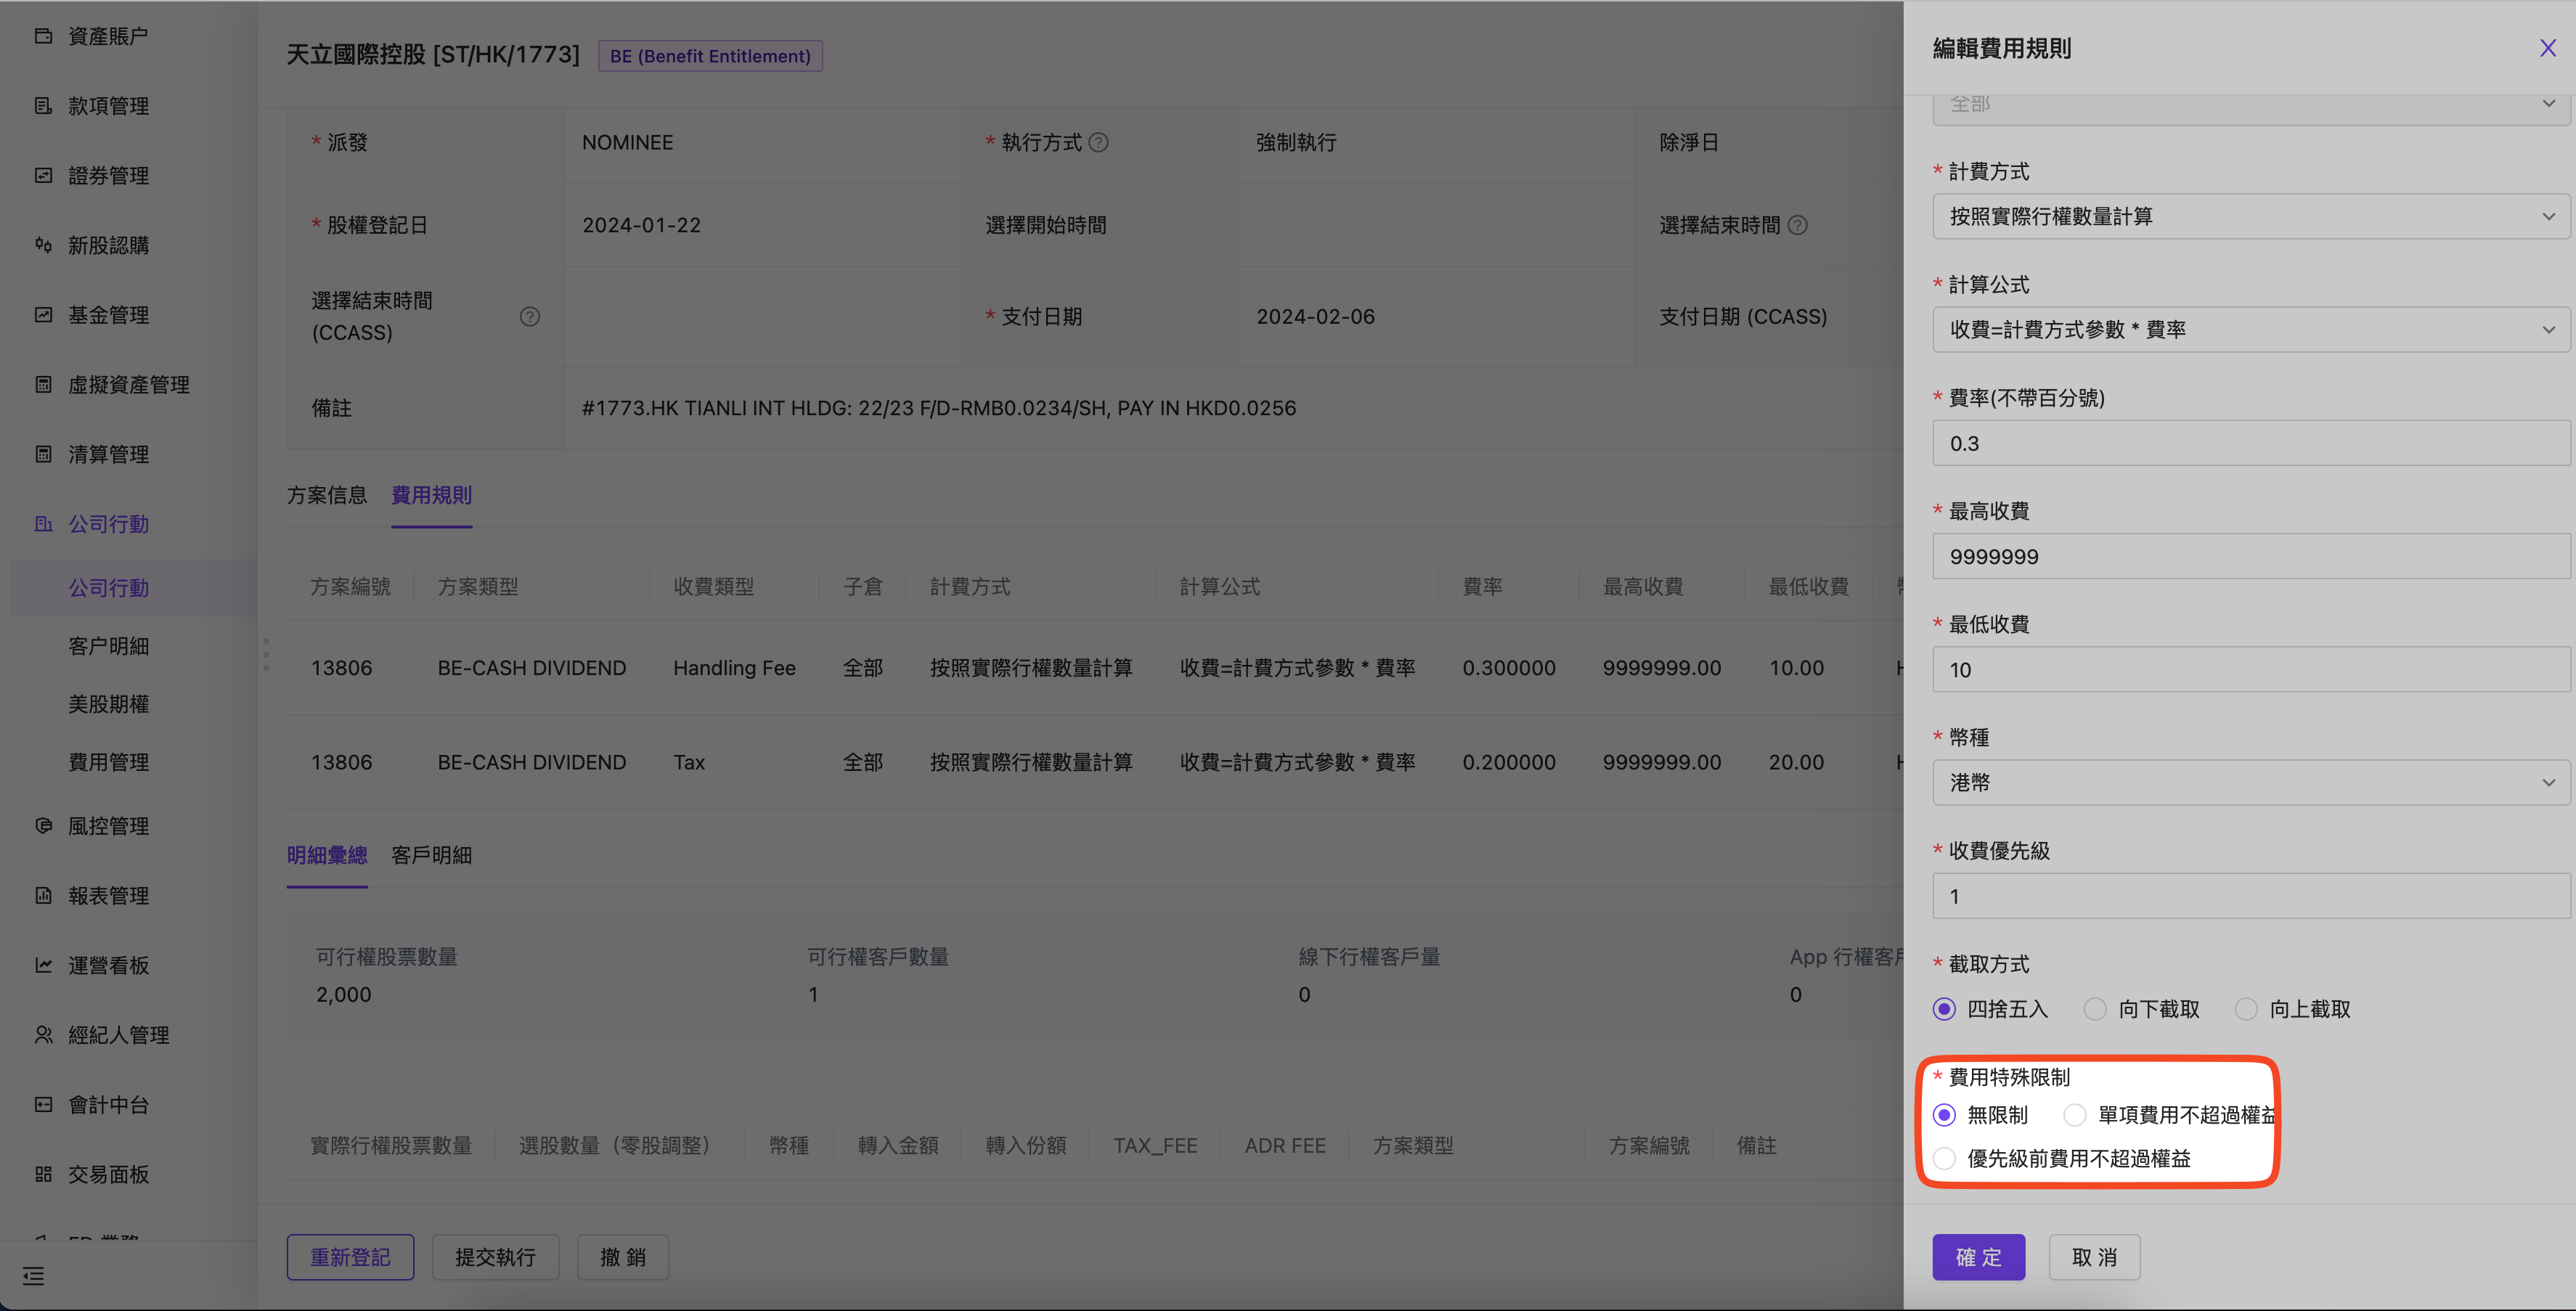 資產賬户
款項管理
證券管理
新股認購
基金管理
虛擬資產管理
清算管理
公司行動
公司行動
客户明細
美股期權
費用管理
風控管理
報表管理
運營看板
經紀人管理
會計中台
交易面板
天立國際控股 [ST/HK/1773] BE (Benefit Entitlement)
* 派發 NOMINEE * 執行方式 強制執行 除淨日
* 股權登記日 2024-01-22 選擇開始時間 選擇結束時間
選擇結束時間
(CCASS) * 支付日期 2024-02-06 支付日期 (CCASS)
備註 #1773.HK TIANLI INT HLDG: 22/23 F/D-RMB0.0234/SH, PAY IN HKD0.0256
方案信息 費用規則
方案編號 方案類型 收費類型 子倉 計費方式 計算公式 費率 最高收費 最低收費
13806 BE-CASH DIVIDEND Handling Fee 全部 按照實際行權數量計算 收費=計費方式參數 * 費率 0.300000 9999999.00 10.00
13806 BE-CASH DIVIDEND Tax 全部 按照實際行權數量計算 收費=計費方式參數 * 費率 0.200000 9999999.00 20.00
明細彙總 客戶明細
可行權股票數量 可行權客戶數量 線下行權客戶量 App 行權客戶
2,000 1 0 0
實際行權股票數量 選股數量（零股調整） 幣種 轉入金額 轉入份額 TAX_FEE ADR FEE 方案類型 方案編號 備註
重新登記 提交執行 撤 銷
編輯費用規則
全部
* 計費方式
按照實際行權數量計算
* 計算公式
收費=計費方式參數 * 費率
* 費率(不帶百分號)
0.3
* 最高收費
9999999
* 最低收費
10
* 幣種
港幣
* 收費優先級
1
* 截取方式
四捨五入 向下截取 向上截取
* 費用特殊限制
無限制 單項費用不超過權益
優先級前費用不超過權益
確 定 取 消